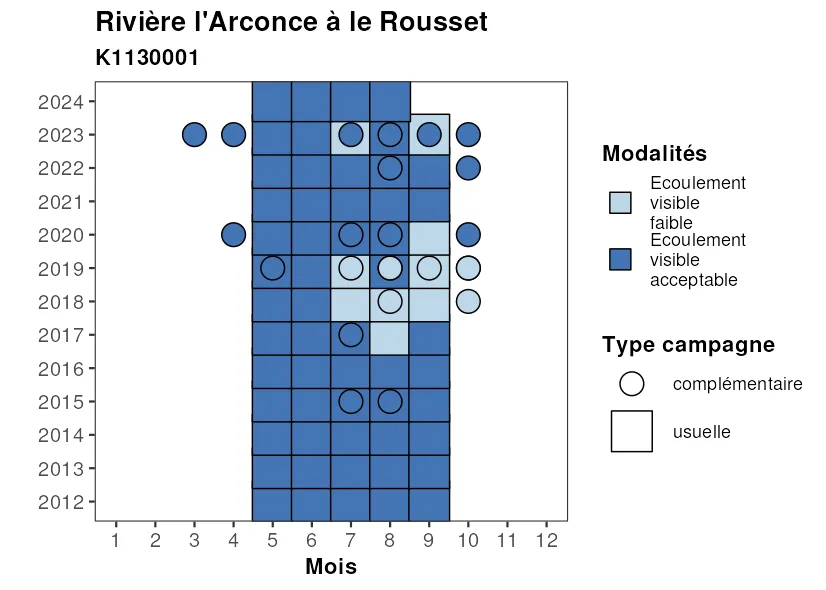 Rivière l'Arconce à le Rousset
K1130001
2024
2023
2022
2021
2020
2019
2018
2017
2016
2015
2014
2013
2012
1 2 3 4 5 6 7 8 9 10 11 12
Mois
Modalités
Ecoulement
visible
faible
Ecoulement
visible
acceptable
Type campagne
complémentaire
usuelle